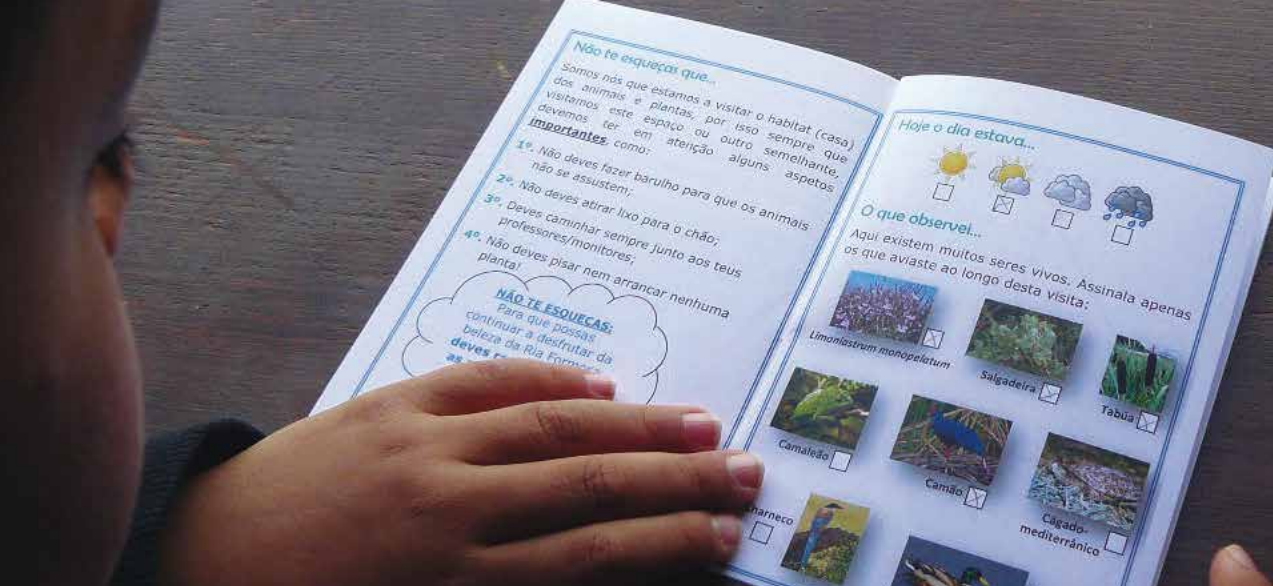 Não te esqueças que...
Somos nós que estamos a visitar o habitat (casa)
dos animais e plantas, por isso sempre que
visitamos este espaço ou outro semelhante,
devemos ter em atenção alguns aspetos
importantes, como:
1º. Não deves fazer barulho para que os animais
não se assustem;
2º. Não deves atirar lixo para o chão;
3º. Deves caminhar sempre junto aos teus
professores/monitores;
4º. Não deves pisar nem arrancar nenhuma
planta!
NÃO TE ESQUEÇAS:
Para que possas
continuar a desfrutar da
beleza da Ria Formosa
deves
as
Hoje o dia estava...
O que observei...
Aqui existem muitos seres vivos. Assinala apenas
os que aviaste ao longo desta visita:
Limoniastrum monopelatum
Salgadeira
Tabúa
Camaleão
Camão
Cágado-
mediterrânico
harneco